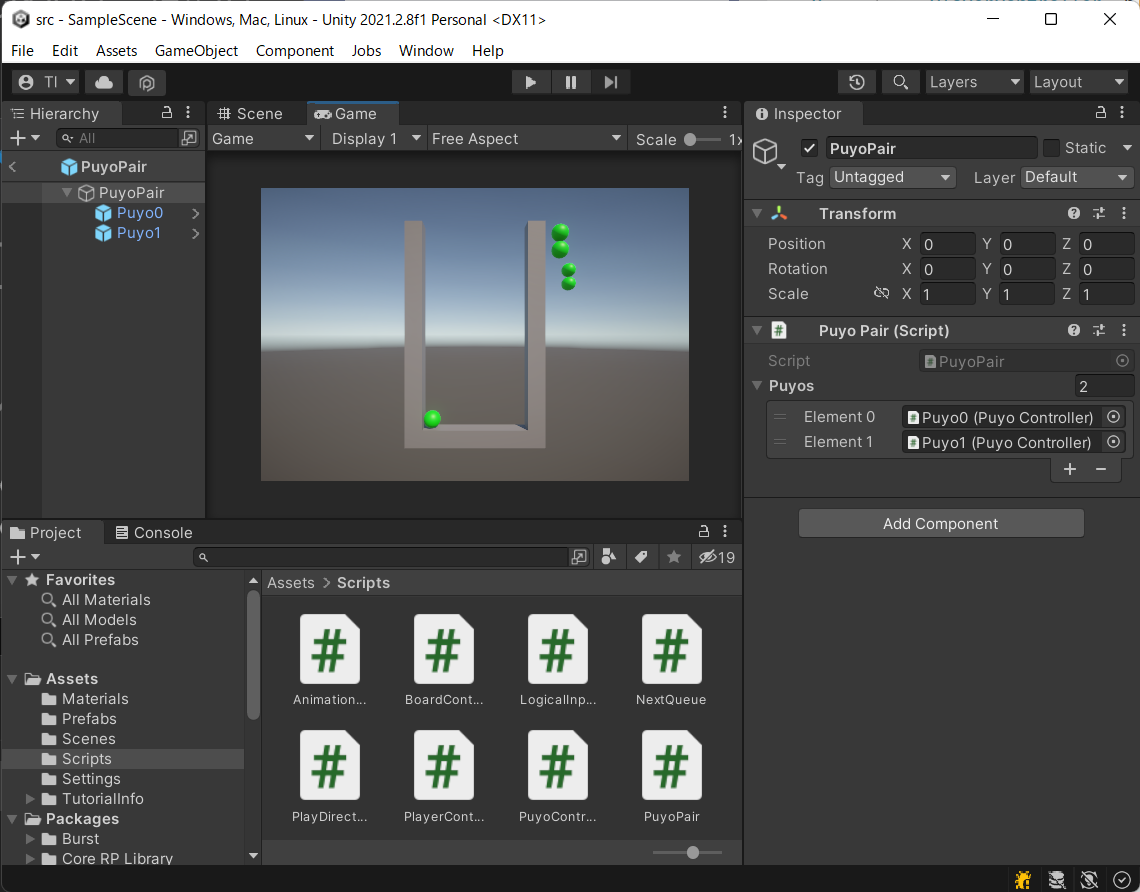 src - SampleScene - Windows, Mac, Linux - Unity 2021.2.8f1 Personal <DX11>
File Edit Assets GameObject Component Jobs Window Help
TI
Layers
Layout
Hierarchy
All
PuyoPair
PuyoPair
Puyo0
Puyo1
Scene
Game
Game
Display 1
Free Aspect
Scale
1x
Inspector
PuyoPair
Static
Tag
Untagged
Layer
Default
Transform
Position X 0 Y 0 Z 0
Rotation X 0 Y 0 Z 0
Scale X 1 Y 1 Z 1
Puyo Pair (Script)
Script
PuyoPair
Puyos
2
Element 0
Puyo0 (Puyo Controller)
Element 1
Puyo1 (Puyo Controller)
Add Component
Project
Console
19
Favorites
All Materials
All Models
All Prefabs
Assets
Materials
Prefabs
Scenes
Scripts
Settings
TutorialInfo
Packages
Burst
Core RP Library
Assets > Scripts
Animation...
BoardCont...
LogicalInp...
NextQueue
PlayDirect...
PlayerCont...
PuyoContr...
PuyoPair